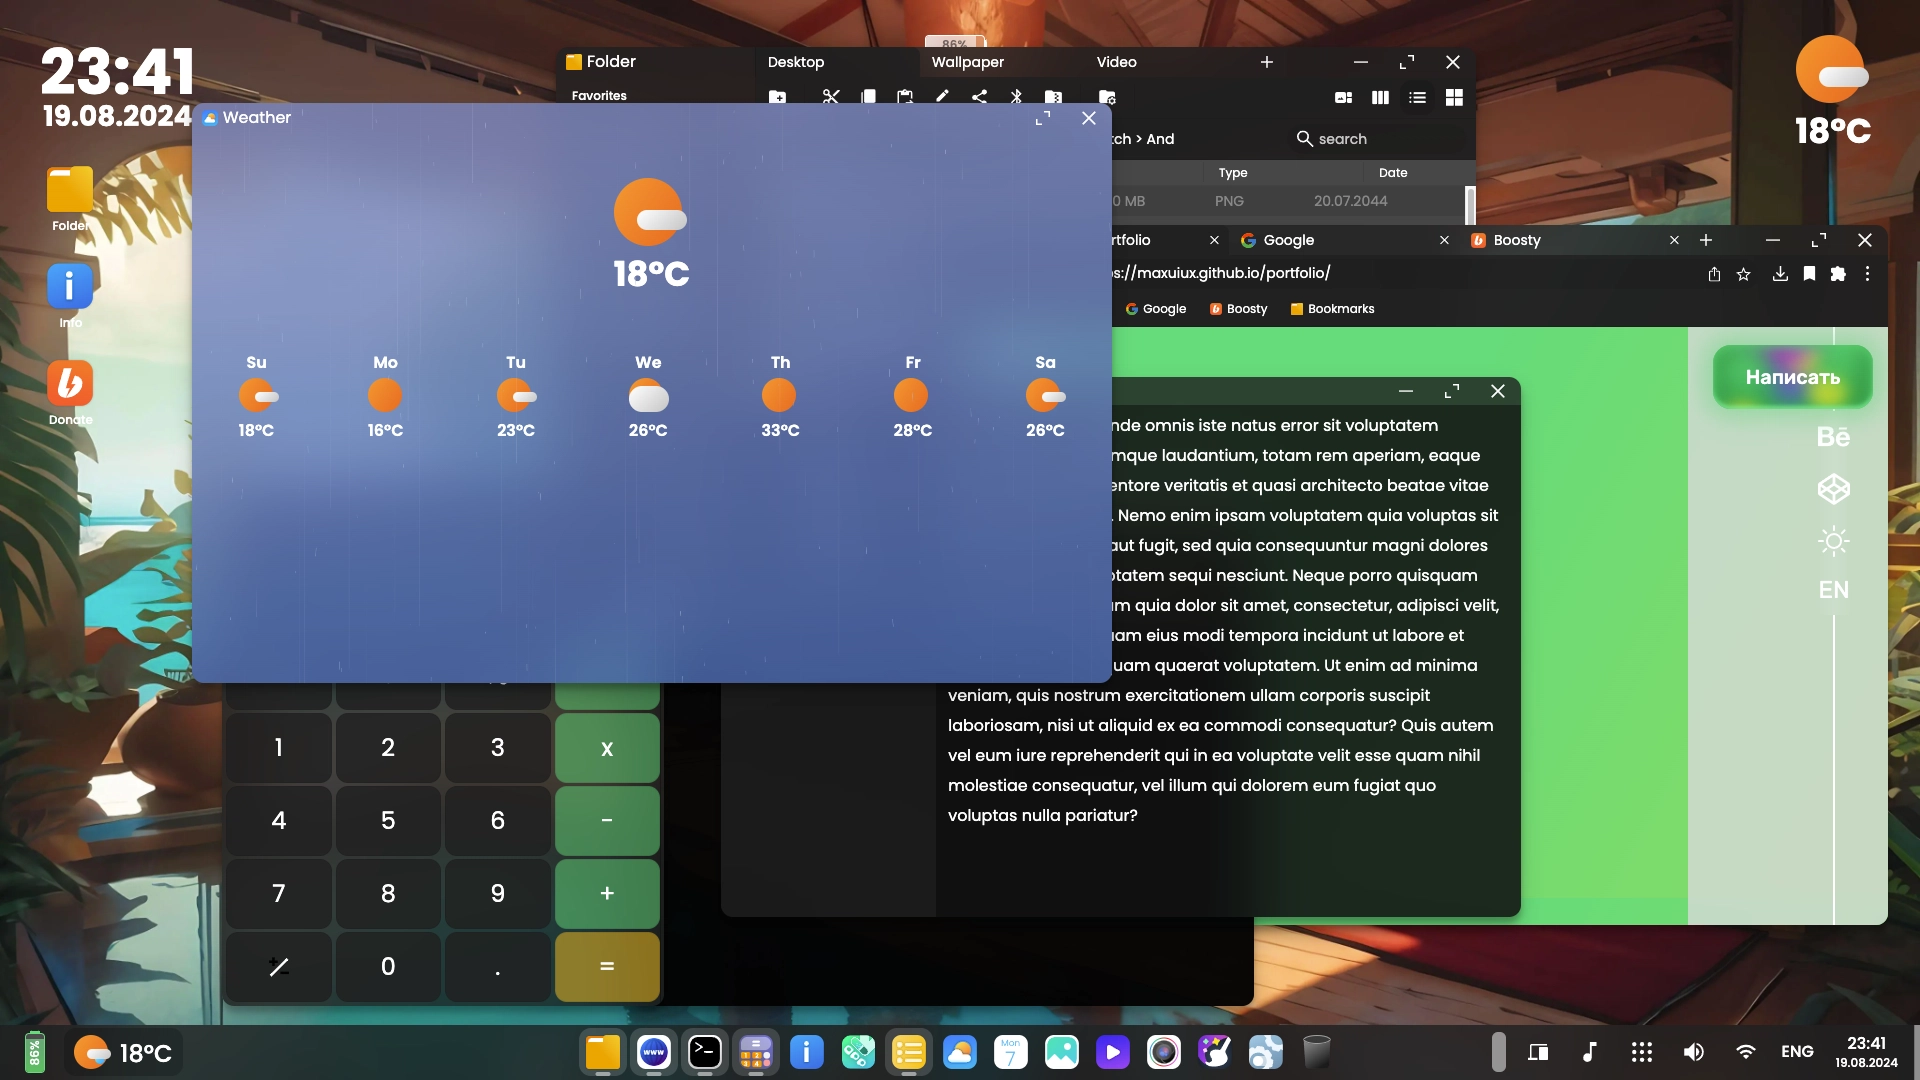 23:41
19.08.2024
Folder
Info
Donate
86%
Folder
Desktop
Wallpaper
Video
Favorites
tch > And
search
Type
Date
0 MB
PNG
20.07.2044
18°C
Weather
18°C
Su
Mo
Tu
We
Th
Fr
Sa
18°C
16°C
23°C
26°C
33°C
28°C
26°C
rtfolio
Google
Boosty
s://maxuiux.github.io/portfolio/
Google
Boosty
Bookmarks
Написать
Bē
EN
nde omnis iste natus error sit voluptatem
mque laudantium, totam rem aperiam, eaque
entore veritatis et quasi architecto beatae vitae
. Nemo enim ipsam voluptatem quia voluptas sit
aut fugit, sed quia consequuntur magni dolores
ptatem sequi nesciunt. Neque porro quisquam
m quia dolor sit amet, consectetur, adipisci velit,
am eius modi tempora incidunt ut labore et
uam quaerat voluptatem. Ut enim ad minima
veniam, quis nostrum exercitationem ullam corporis suscipit
laboriosam, nisi ut aliquid ex ea commodi consequatur? Quis autem
vel eum iure reprehenderit qui in ea voluptate velit esse quam nihil
molestiae consequatur, vel illum qui dolorem eum fugiat quo
voluptas nulla pariatur?
1 2 3 x
4 5 6 -
7 8 9 +
0 . =
86%
18°C
www
Mon
7
ENG
23:41
19.08.2024